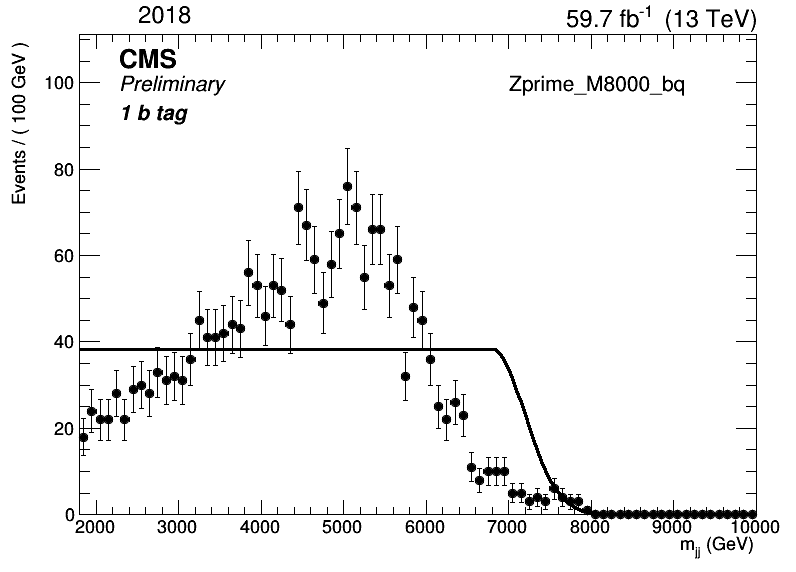 2018
59.7 fb-1 (13 TeV)
CMS
Preliminary
1 b tag
Zprime_M8000_bq
Events / ( 100 GeV )
100
80
60
40
20
0
2000 3000 4000 5000 6000 7000 8000 9000 10000
mjj (GeV)